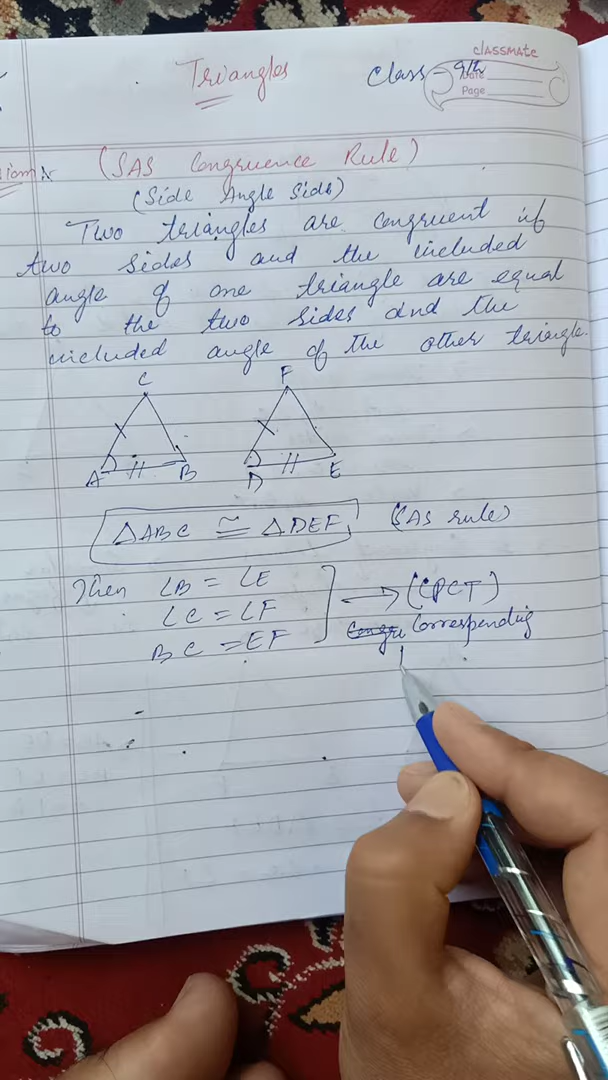 classmate
Triangles Class - 9th
Date
Page
(SAS Congruence Rule)
(Side Angle Side)
Two triangles are congruent if
two sides and the included
angle of one triangle are equal
to the two sides and the
included angle of the other triangle.
C F
A B D E
△ABC ≅ △DEF (SAS rule)
Then ∠B = ∠E
∠C = ∠F → (CPCT)
BC = EF Corresponding